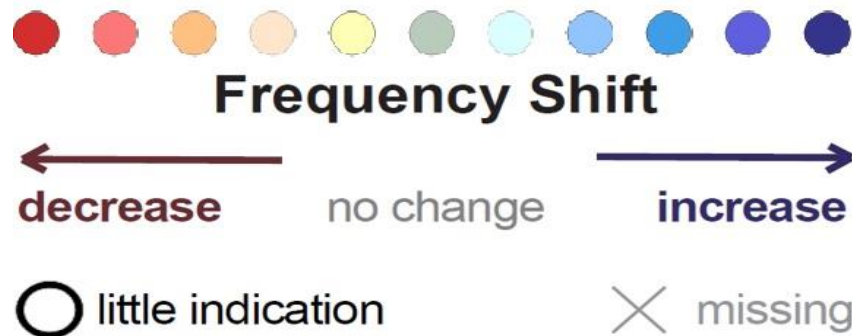 Frequency Shift
decrease no change increase
little indication missing